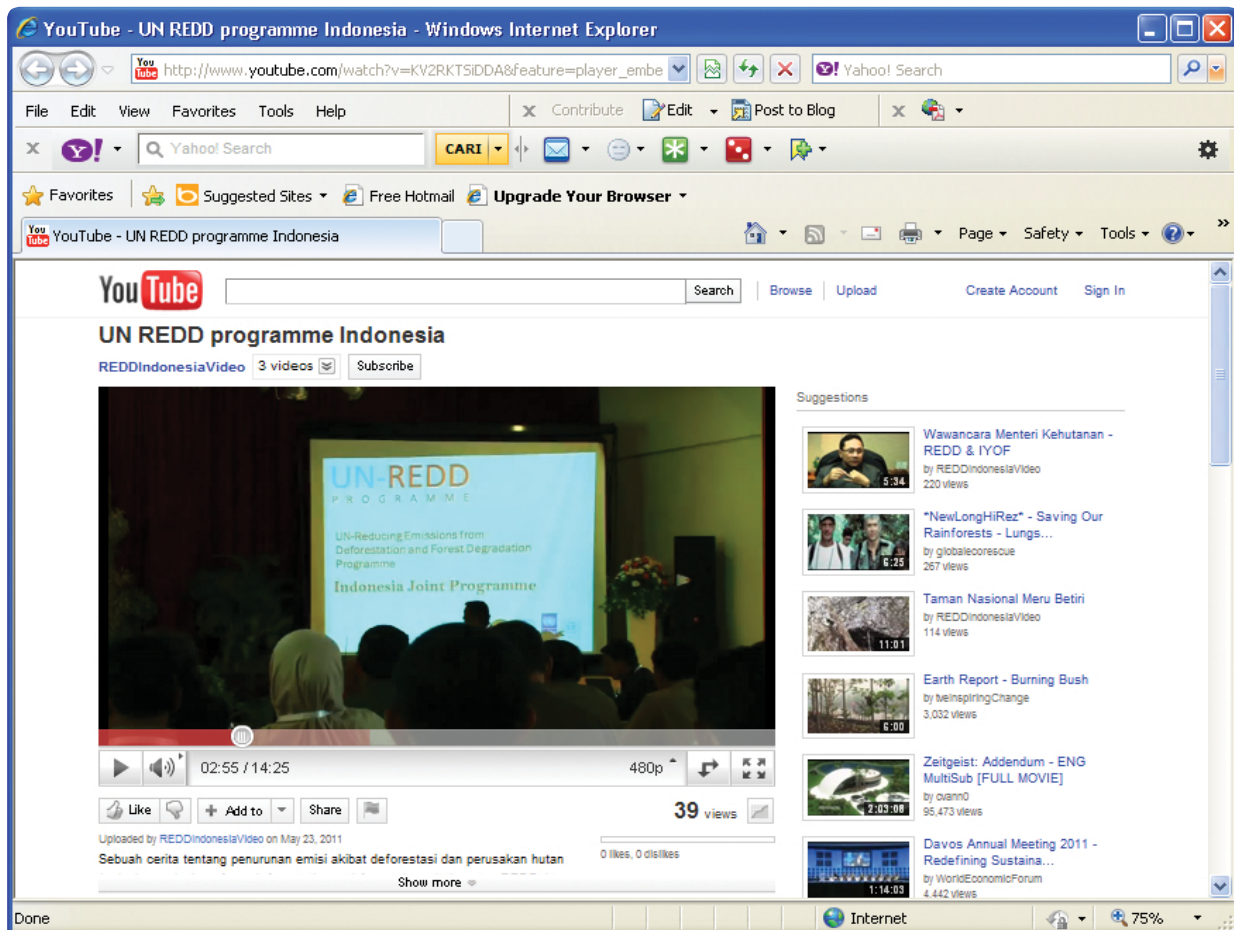 YouTube - UN REDD programme Indonesia - Windows Internet Explorer
You Tube http://www.youtube.com/watch?v=KV2RKTSiDDA&feature=player_embe Yahoo! Search
File Edit View Favorites Tools Help x Contribute Edit Post to Blog x
x Y! Yahoo! Search CARI
Favorites Suggested Sites Free Hotmail Upgrade Your Browser
You Tube YouTube - UN REDD programme Indonesia Page Safety Tools
YouTube Search Browse Upload Create Account Sign In
UN REDD programme Indonesia
REDDIndonesiaVideo 3 videos Subscribe
UN-REDD
PROGRAMME
UN-Reducing Emissions from
Deforestation and Forest Degradation
Programme
Indonesia Joint Programme
02:55 / 14:25 480p
Like Add to Share 39 views
Uploaded by REDDIndonesiaVideo on May 23, 2011
Sebuah cerita tentang penurunan emisi akibat deforestasi dan perusakan hutan
0 likes, 0 dislikes
Show more
Suggestions
5:34
Wawancara Menteri Kehutanan -
REDD & IYOF
by REDDIndonesiaVideo
220 views
6:25
*NewLongHiRez* - Saving Our
Rainforests - Lungs...
by globalecorescue
267 views
11:01
Taman Nasional Meru Betiri
by REDDIndonesiaVideo
114 views
6:00
Earth Report - Burning Bush
by tveInspiringChange
3,032 views
2:03:08
Zeitgeist: Addendum - ENG
MultiSub [FULL MOVIE]
by cvann0
95,473 views
1:14:03
Davos Annual Meeting 2011 -
Redefining Sustaina...
by WorldEconomicForum
4,442 views
Done Internet 75%